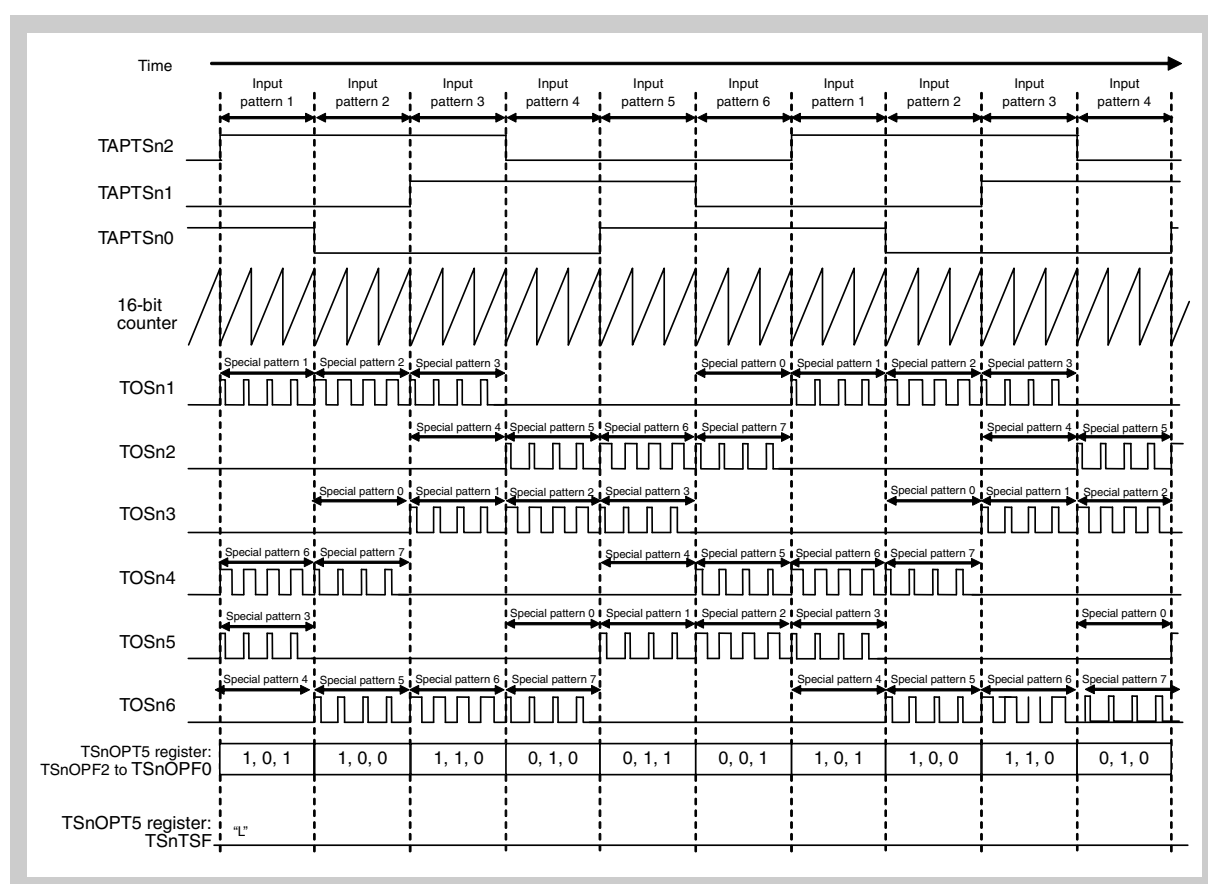 Time
Input pattern 1
Input pattern 2
Input pattern 3
Input pattern 4
Input pattern 5
Input pattern 6
Input pattern 1
Input pattern 2
Input pattern 3
Input pattern 4
TAPTSn2
TAPTSn1
TAPTSn0
16-bit
counter
Special pattern 1 Special pattern 2 Special pattern 3 Special pattern 0 Special pattern 1 Special pattern 2 Special pattern 3
TOSn1
Special pattern 4 Special pattern 5 Special pattern 6 Special pattern 7 Special pattern 4 Special pattern 5
TOSn2
Special pattern 0 Special pattern 1 Special pattern 2 Special pattern 3 Special pattern 0 Special pattern 1 Special pattern 2
TOSn3
Special pattern 6 Special pattern 7 Special pattern 4 Special pattern 5 Special pattern 6 Special pattern 7
TOSn4
Special pattern 3 Special pattern 0 Special pattern 1 Special pattern 2 Special pattern 3 Special pattern 0
TOSn5
Special pattern 4 Special pattern 5 Special pattern 6 Special pattern 7 Special pattern 4 Special pattern 5 Special pattern 6 Special pattern 7
TOSn6
TSnOPT5 register:
TSnOPF2 to TSnOPF0
1, 0, 1 1, 0, 0 1, 1, 0 0, 1, 0 0, 1, 1 0, 0, 1 1, 0, 1 1, 0, 0 1, 1, 0 0, 1, 0
TSnOPT5 register:
TSnTSF
“L”